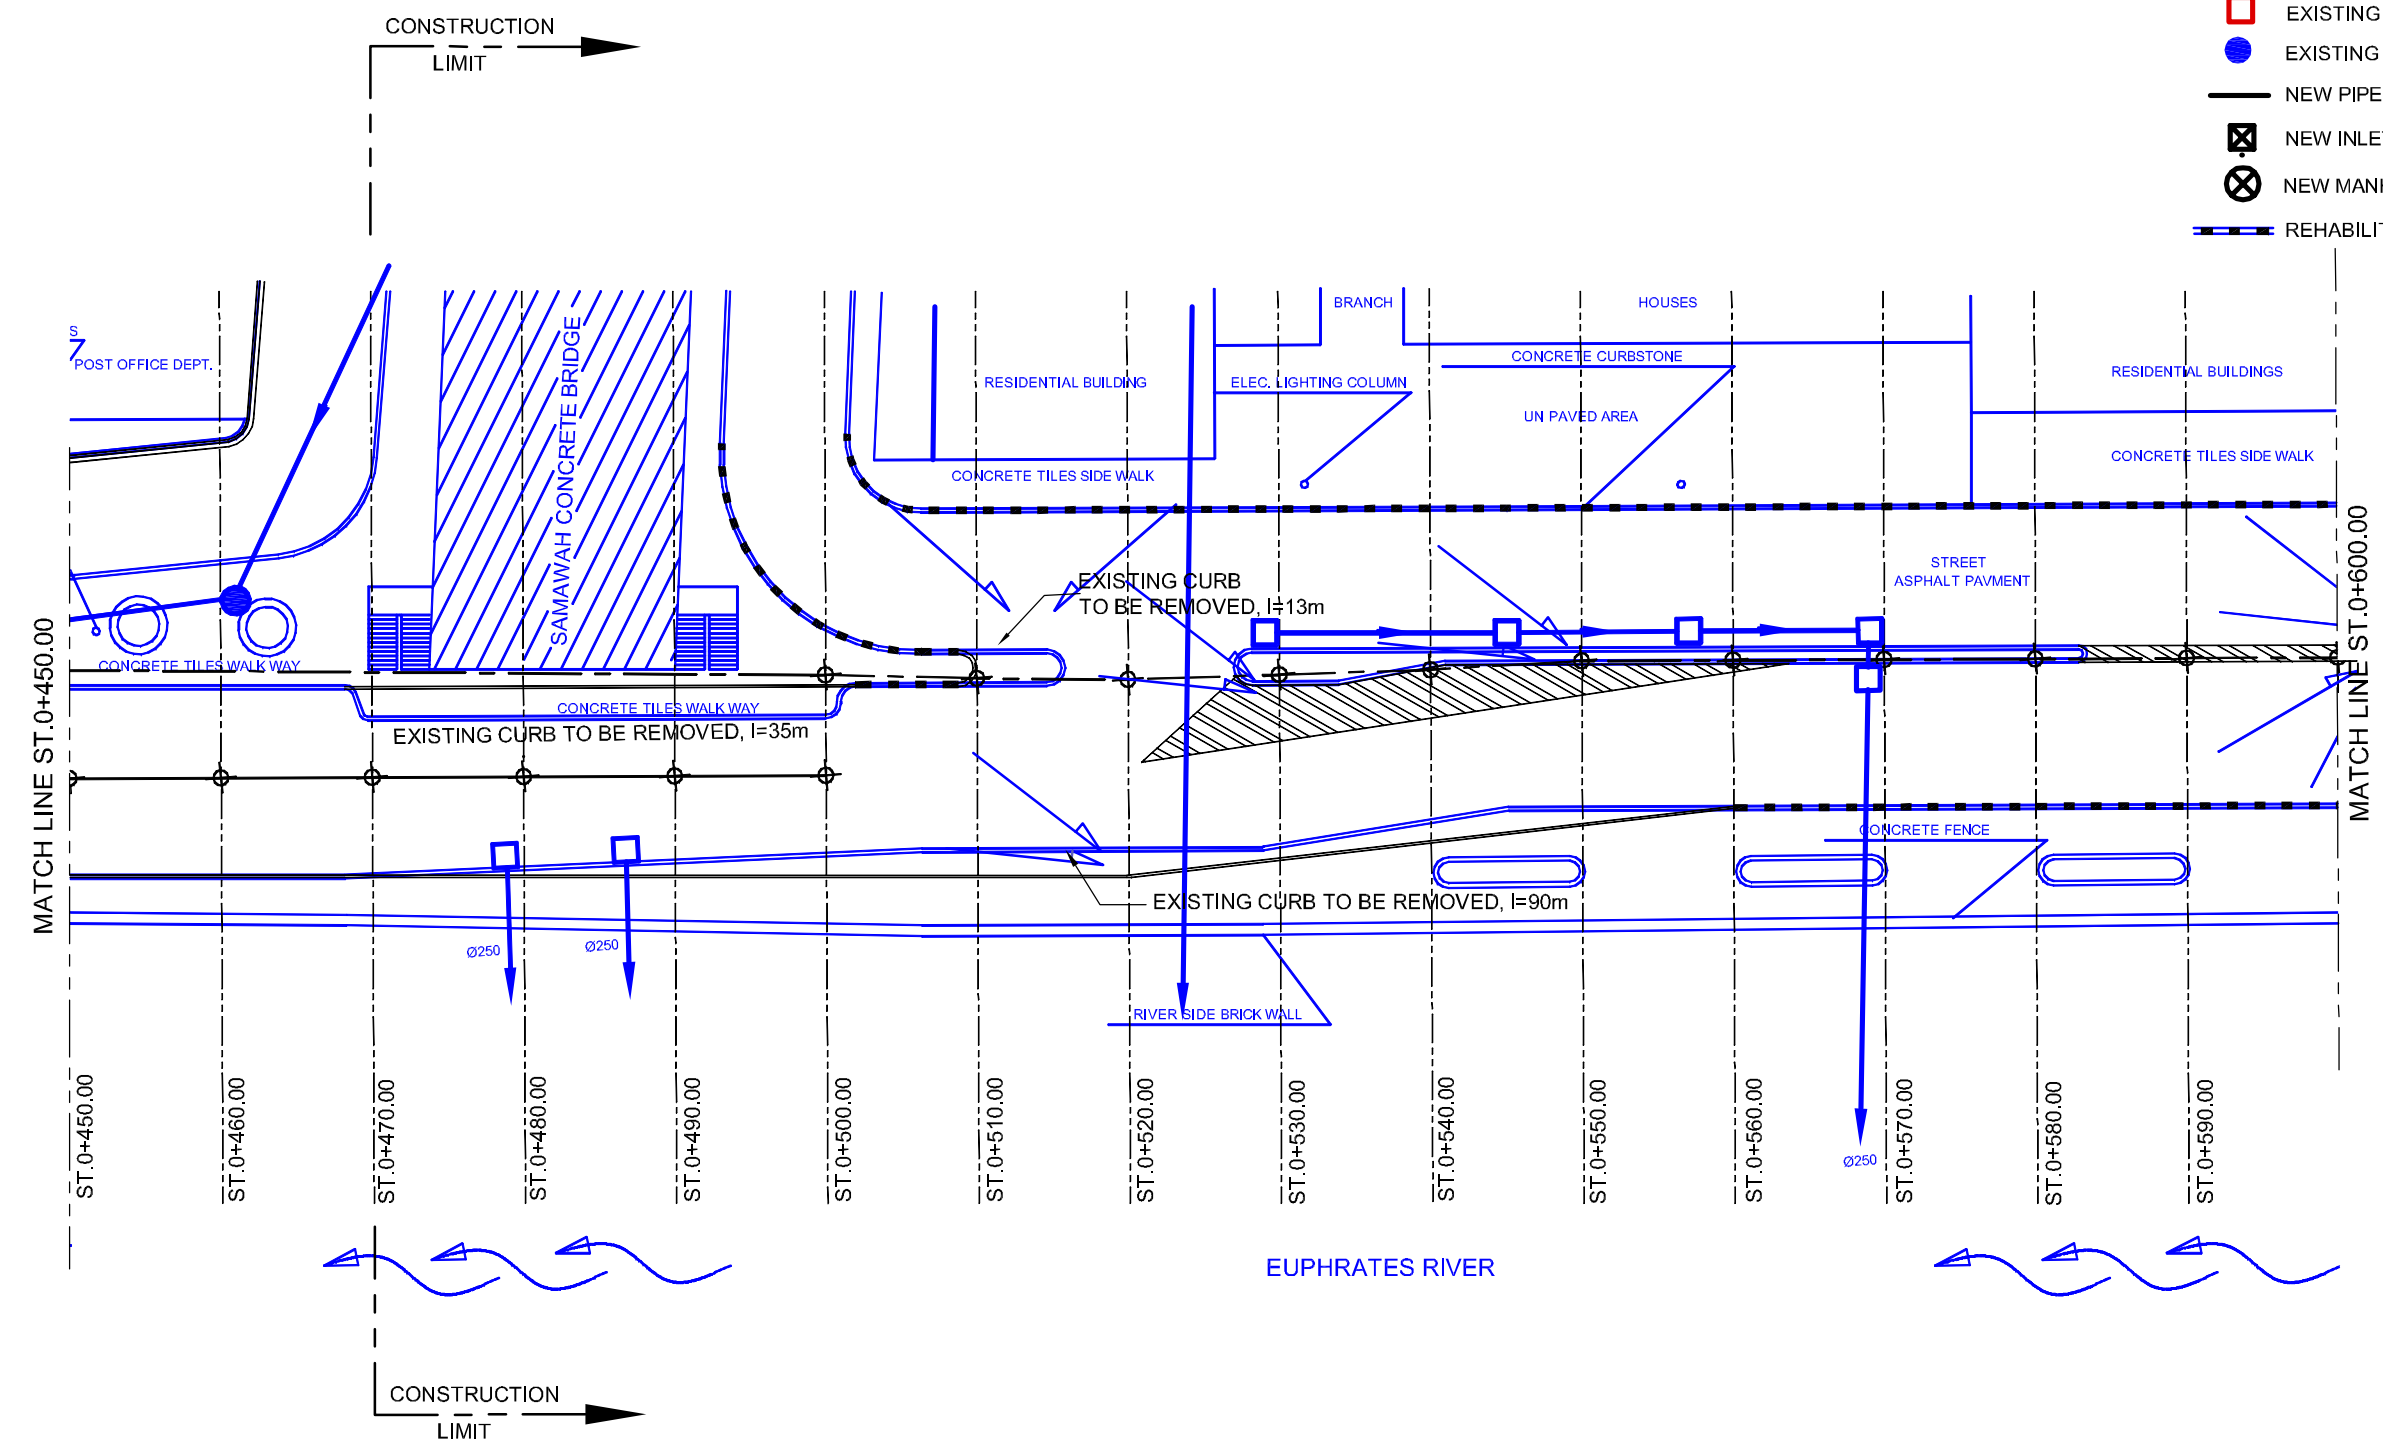 CONSTRUCTION
LIMIT
EXISTING
EXISTING
NEW PIPE
NEW
NEW
S
POST OFFICE DEPT.
SAMAWAH CONCRETE BRIDGE
RESIDENTIAL BUILDING
BRANCH
HOUSES
CONCRETE CURBSTONE
ELEC. LIGHTING COLUMN
UN PAVED AREA
RESIDENTIAL BUILDINGS
CONCRETE TILES SIDE WALK
CONCRETE TILES SIDE WALK
STREET
ASPHALT PAVMENT
EXISTING CURB
TO BE REMOVED, l=13m
CONCRETE TILES WALK WAY
CONCRETE TILES WALK WAY
EXISTING CURB TO BE REMOVED, l=35m
MATCH LINE ST.0+450.00
MATCH LINE ST.0+600.00
CONCRETE FENCE
EXISTING CURB TO BE REMOVED, l=90m
Ø250
Ø250
RIVER SIDE BRICK WALL
Ø250
ST.0+450.00
ST.0+460.00
ST.0+470.00
ST.0+480.00
ST.0+490.00
ST.0+500.00
ST.0+510.00
ST.0+520.00
ST.0+530.00
ST.0+540.00
ST.0+550.00
ST.0+560.00
ST.0+570.00
ST.0+580.00
ST.0+590.00
EUPHRATES RIVER
CONSTRUCTION
LIMIT